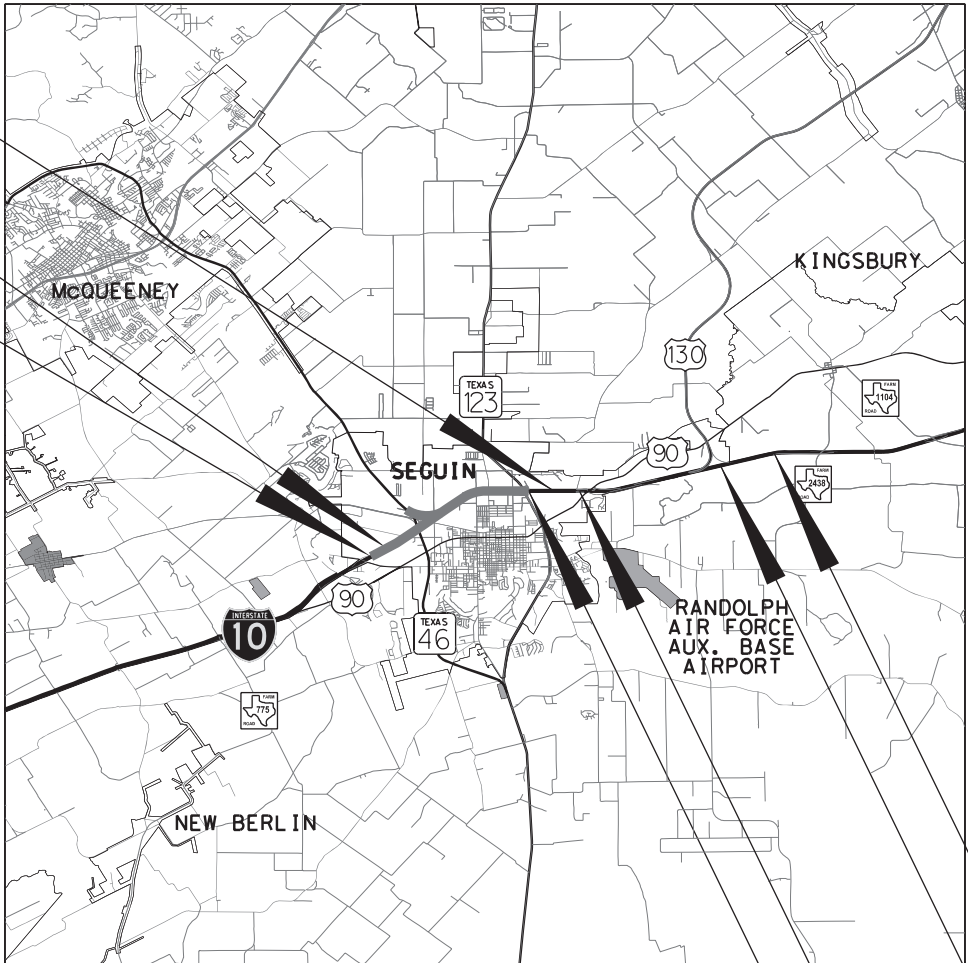 KINGSBURY
McQUEENEY
130
TEXAS
123
FARM
1104
ROAD
90
SEGUIN
FARM
2438
ROAD
90
INTERSTATE
10
TEXAS
46
RANDOLPH
AIR FORCE
AUX. BASE
AIRPORT
FARM
775
ROAD
NEW BERLIN